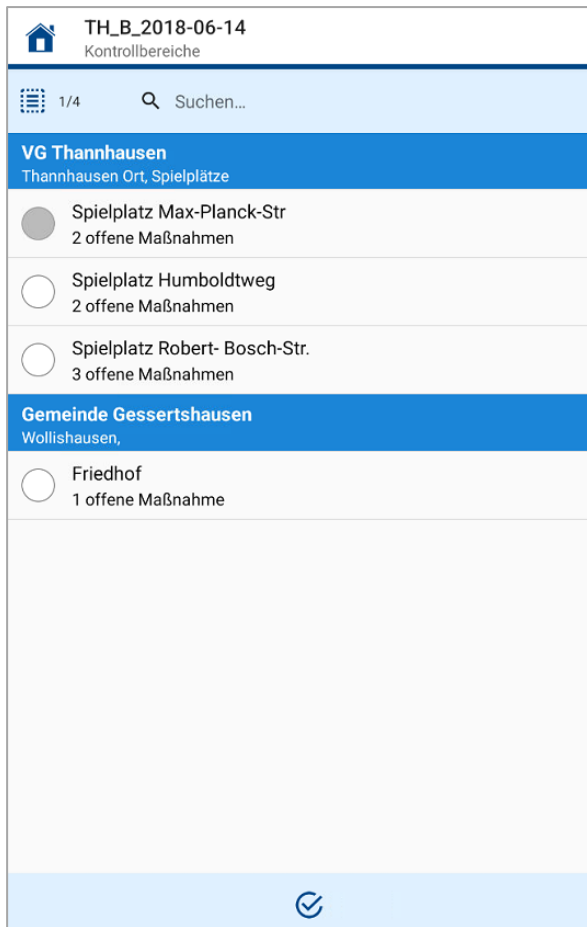 TH_B_2018-06-14
Kontrollbereiche
1/4 Suchen...
VG Thannhausen
Thannhausen Ort, Spielplätze
Spielplatz Max-Planck-Str
2 offene Maßnahmen
Spielplatz Humboldtweg
2 offene Maßnahmen
Spielplatz Robert- Bosch-Str.
3 offene Maßnahmen
Gemeinde Gessertshausen
Wollishausen,
Friedhof
1 offene Maßnahme